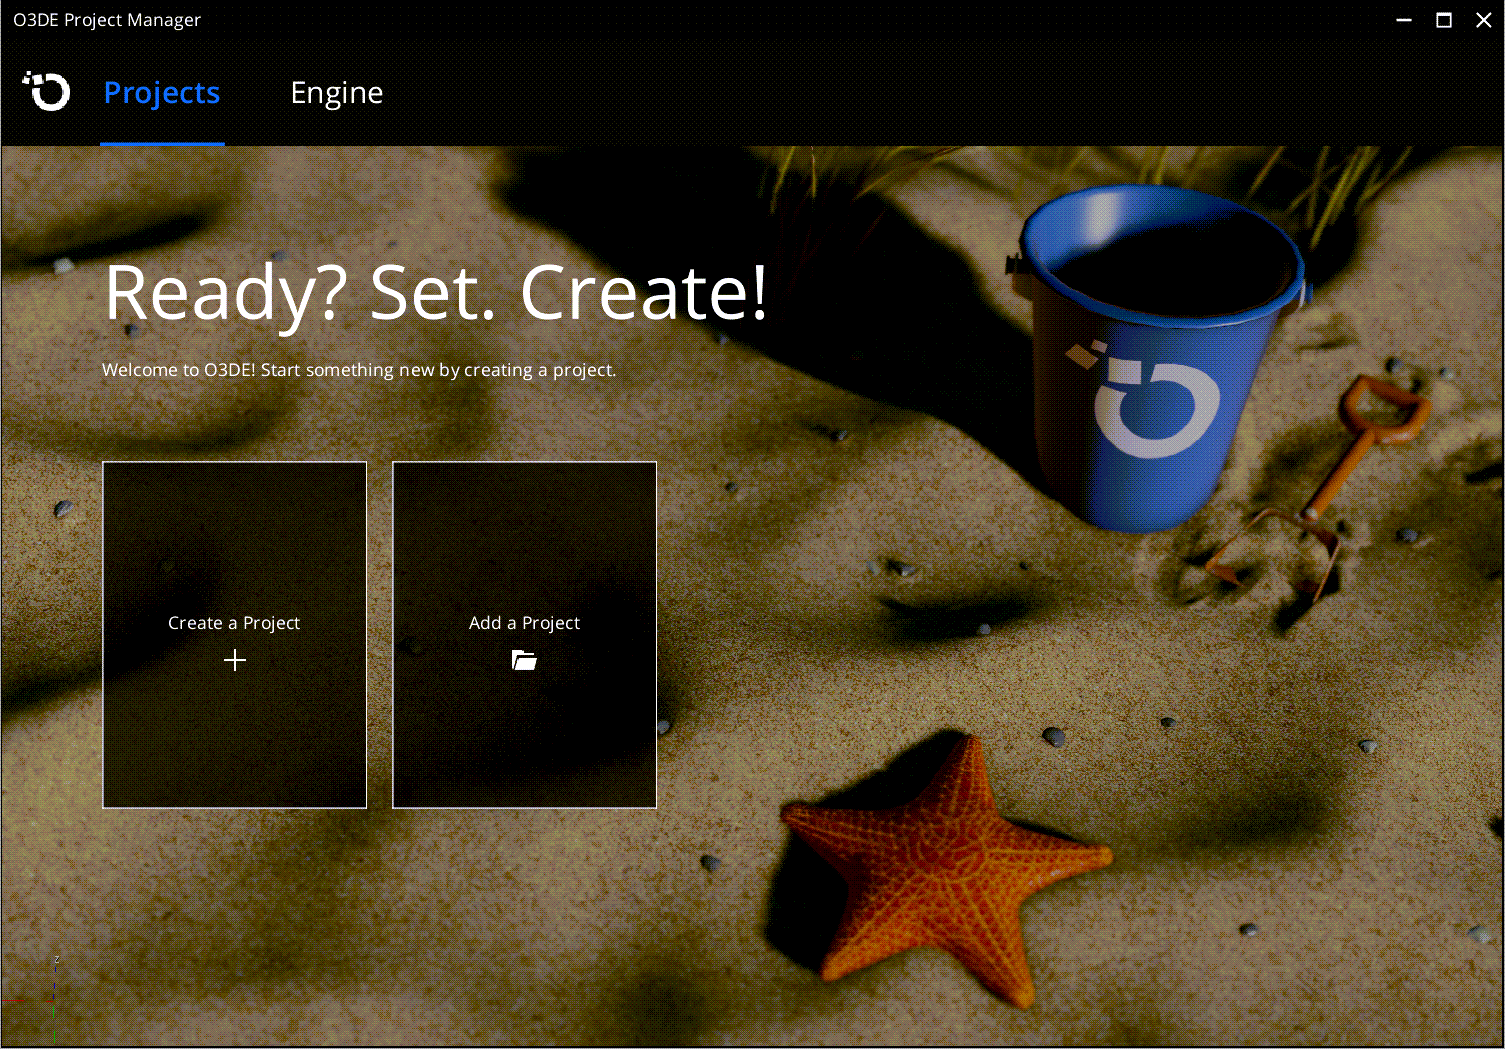 O3DE Project Manager
Projects
Engine
Ready? Set. Create!
Welcome to O3DE! Start something new by creating a project.
Create a Project
Add a Project
z